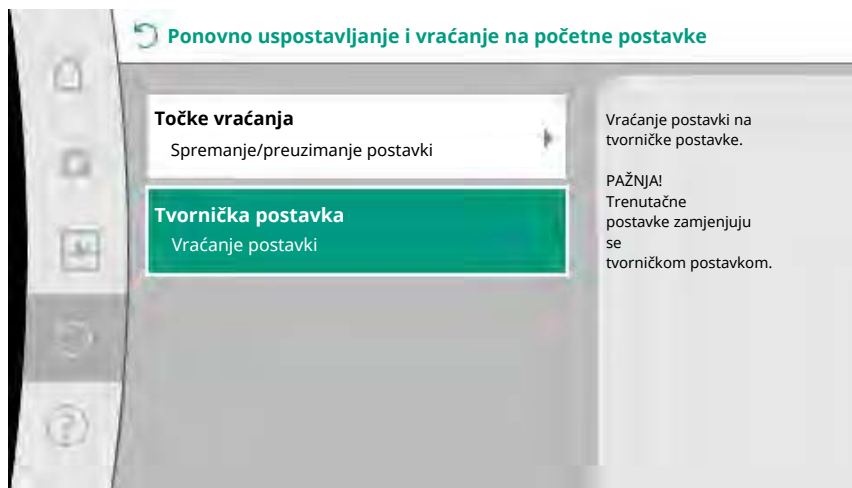 Ponovno uspostavljanje i vraćanje na početne postavke
Točke vraćanja
Spremanje/preuzimanje postavki
Tvornička postavka
Vraćanje postavki
Vraćanje postavki na
tvorničke postavke.
PAŽNJA!
Trenutačne
postavke zamjenjuju
se
tvorničkom postavkom.